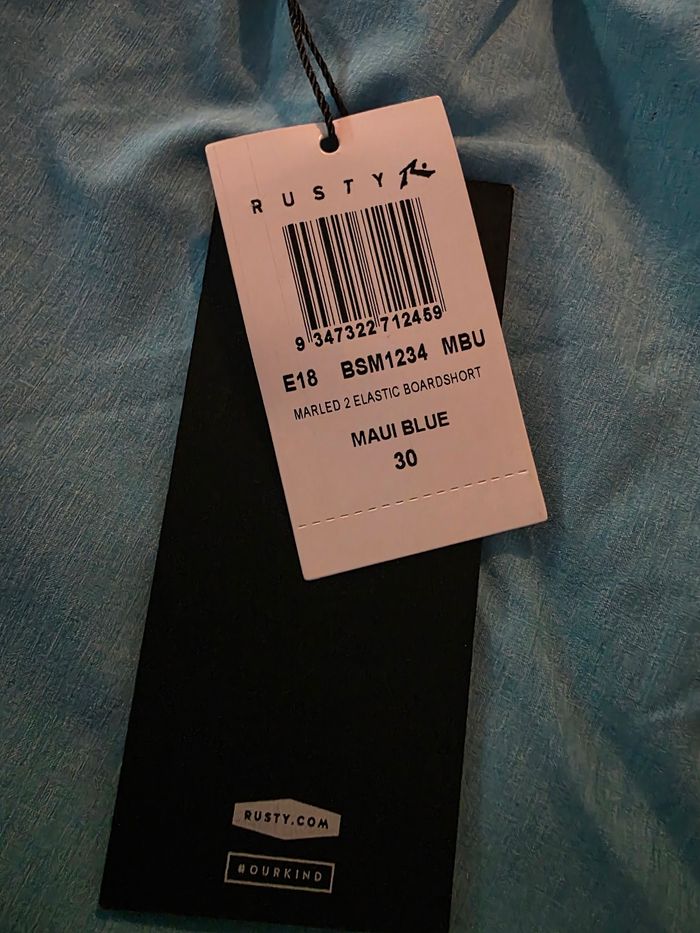 RUSTY
9 347322 712459
E18 BSM1234 MBU
MARLED 2 ELASTIC BOARDSHORT
MAUI BLUE
30
RUSTY.COM
#OURKIND